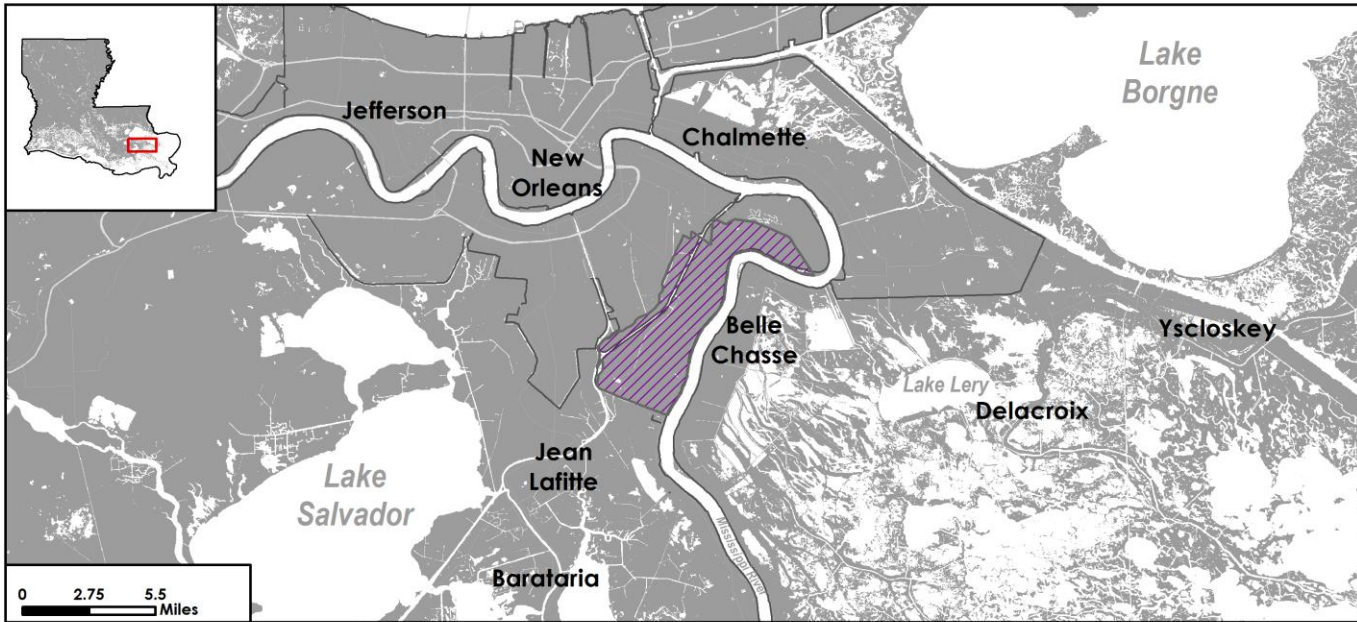 Lake
Borgne
Jefferson
Chalmette
New
Orleans
Belle
Chasse
Yscloskey
Lake Lery
Delacroix
Jean
Lafitte
Lake
Salvador
Mississippi River
Barataria
0 2.75 5.5
Miles